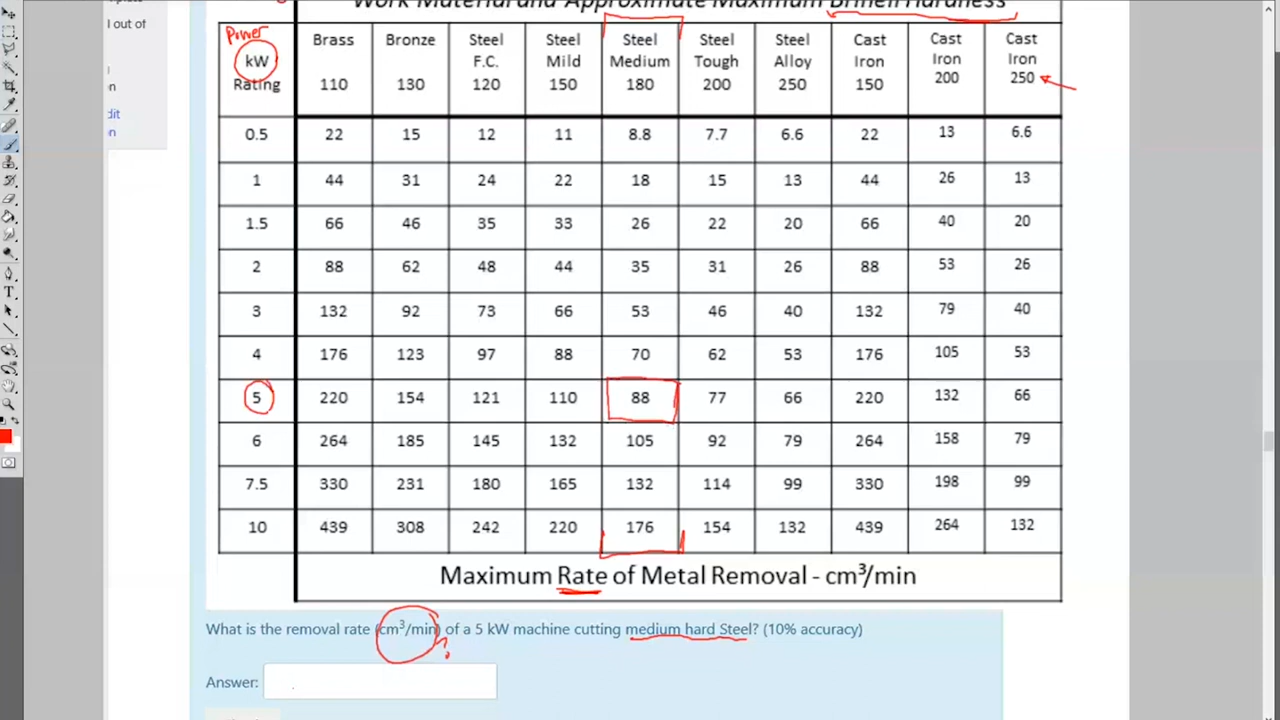 Work Material and Approximate Maximum Brinell Hardness
l out of
Power
kW
Rating
Brass
110
Bronze
130
Steel
F.C.
120
Steel
Mild
150
Steel
Medium
180
Steel
Tough
200
Steel
Alloy
250
Cast
Iron
150
Cast
Iron
200
Cast
Iron
250
0.5 22 15 12 11 8.8 7.7 6.6 22 13 6.6
1 44 31 24 22 18 15 13 44 26 13
1.5 66 46 35 33 26 22 20 66 40 20
2 88 62 48 44 35 31 26 88 53 26
3 132 92 73 66 53 46 40 132 79 40
4 176 123 97 88 70 62 53 176 105 53
5 220 154 121 110 88 77 66 220 132 66
6 264 185 145 132 105 92 79 264 158 79
7.5 330 231 180 165 132 114 99 330 198 99
10 439 308 242 220 176 154 132 439 264 132
Maximum Rate of Metal Removal - cm³/min
What is the removal rate (cm³/min) of a 5 kW machine cutting medium hard Steel? (10% accuracy)
?
Answer: